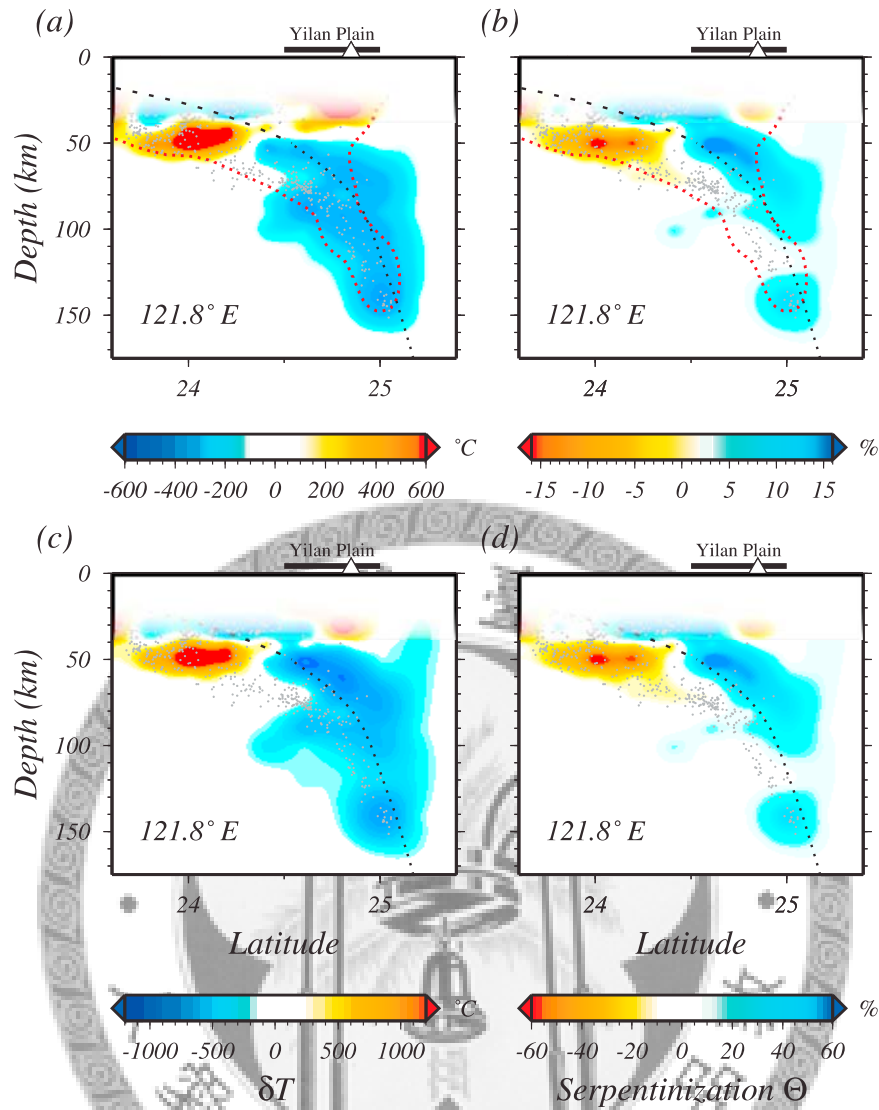 (a)
(b)
Yilan Plain
Yilan Plain
0
50
100
150
Depth (km)
121.8° E
121.8° E
24
25
24
25
-600 -400 -200 0 200 400 600 °C
-15 -10 -5 0 5 10 15 %
(c)
(d)
Yilan Plain
Yilan Plain
0
50
100
150
Depth (km)
121.8° E
121.8° E
24
25
24
25
Latitude
Latitude
-1000 -500 0 500 1000 °C
-60 -40 -20 0 20 40 60 %
δT
Serpentinization Θ